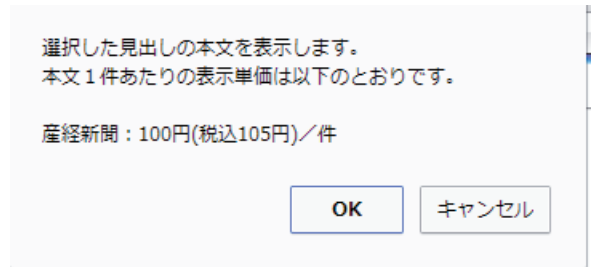 選択した見出しの本文を表示します。
本文１件あたりの表示単価は以下のとおりです。
産経新聞：100円(税込105円)／件
OK
キャンセル